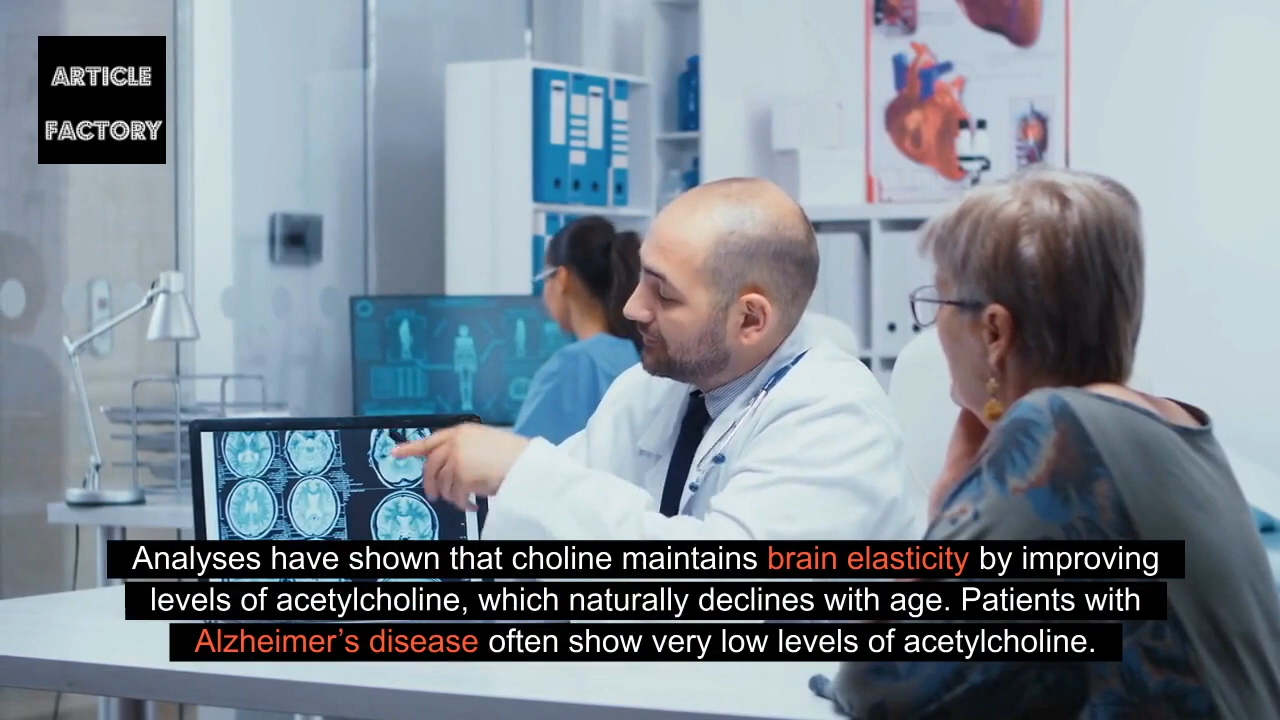 ARTICLE
FACTORY
Analyses have shown that choline maintains brain elasticity by improving
levels of acetylcholine, which naturally declines with age. Patients with
Alzheimer’s disease often show very low levels of acetylcholine.